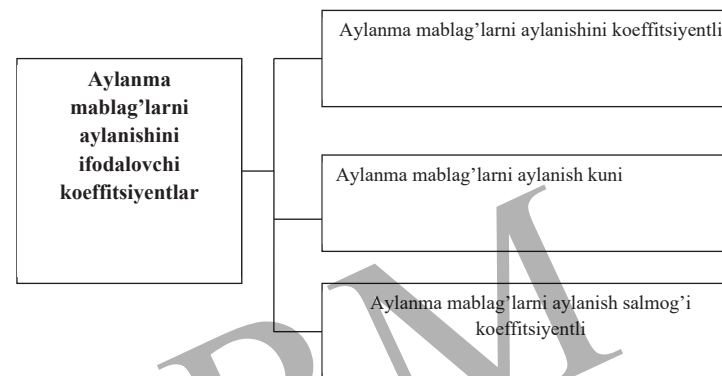 Aylanma
mablag’larni
aylanishini
ifodalovchi
koeffitsiyentlar
Aylanma mablag’larni aylanishini koeffitsiyentli
Aylanma mablag’larni aylanish kuni
Aylanma mablag’larni aylanish salmog’i
koeffitsiyentli